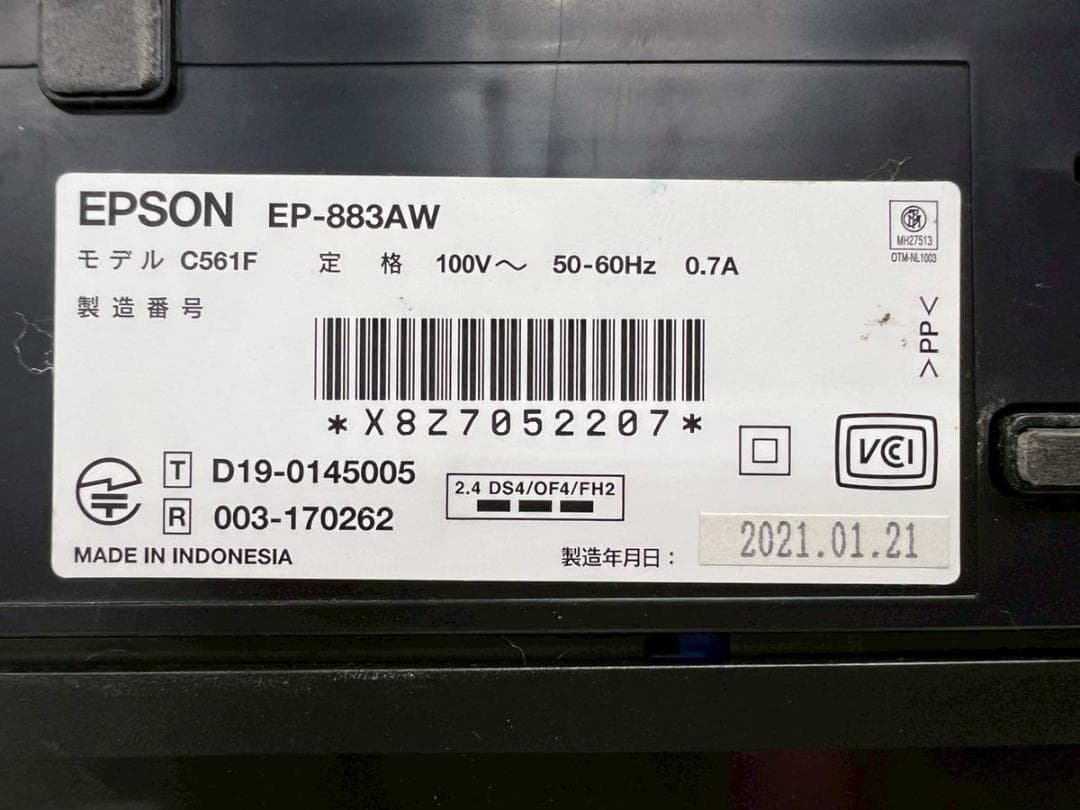 EPSON EP-883AW
モデル C561F 定格 100V～ 50-60Hz 0.7A
製造番号
*X8Z7052207*
MH27513
OTM-NL1003
>PP<
T D19-0145005
R 003-170262
2.4 DS4/OF4/FH2
VCCI
MADE IN INDONESIA
製造年月日： 2021.01.21